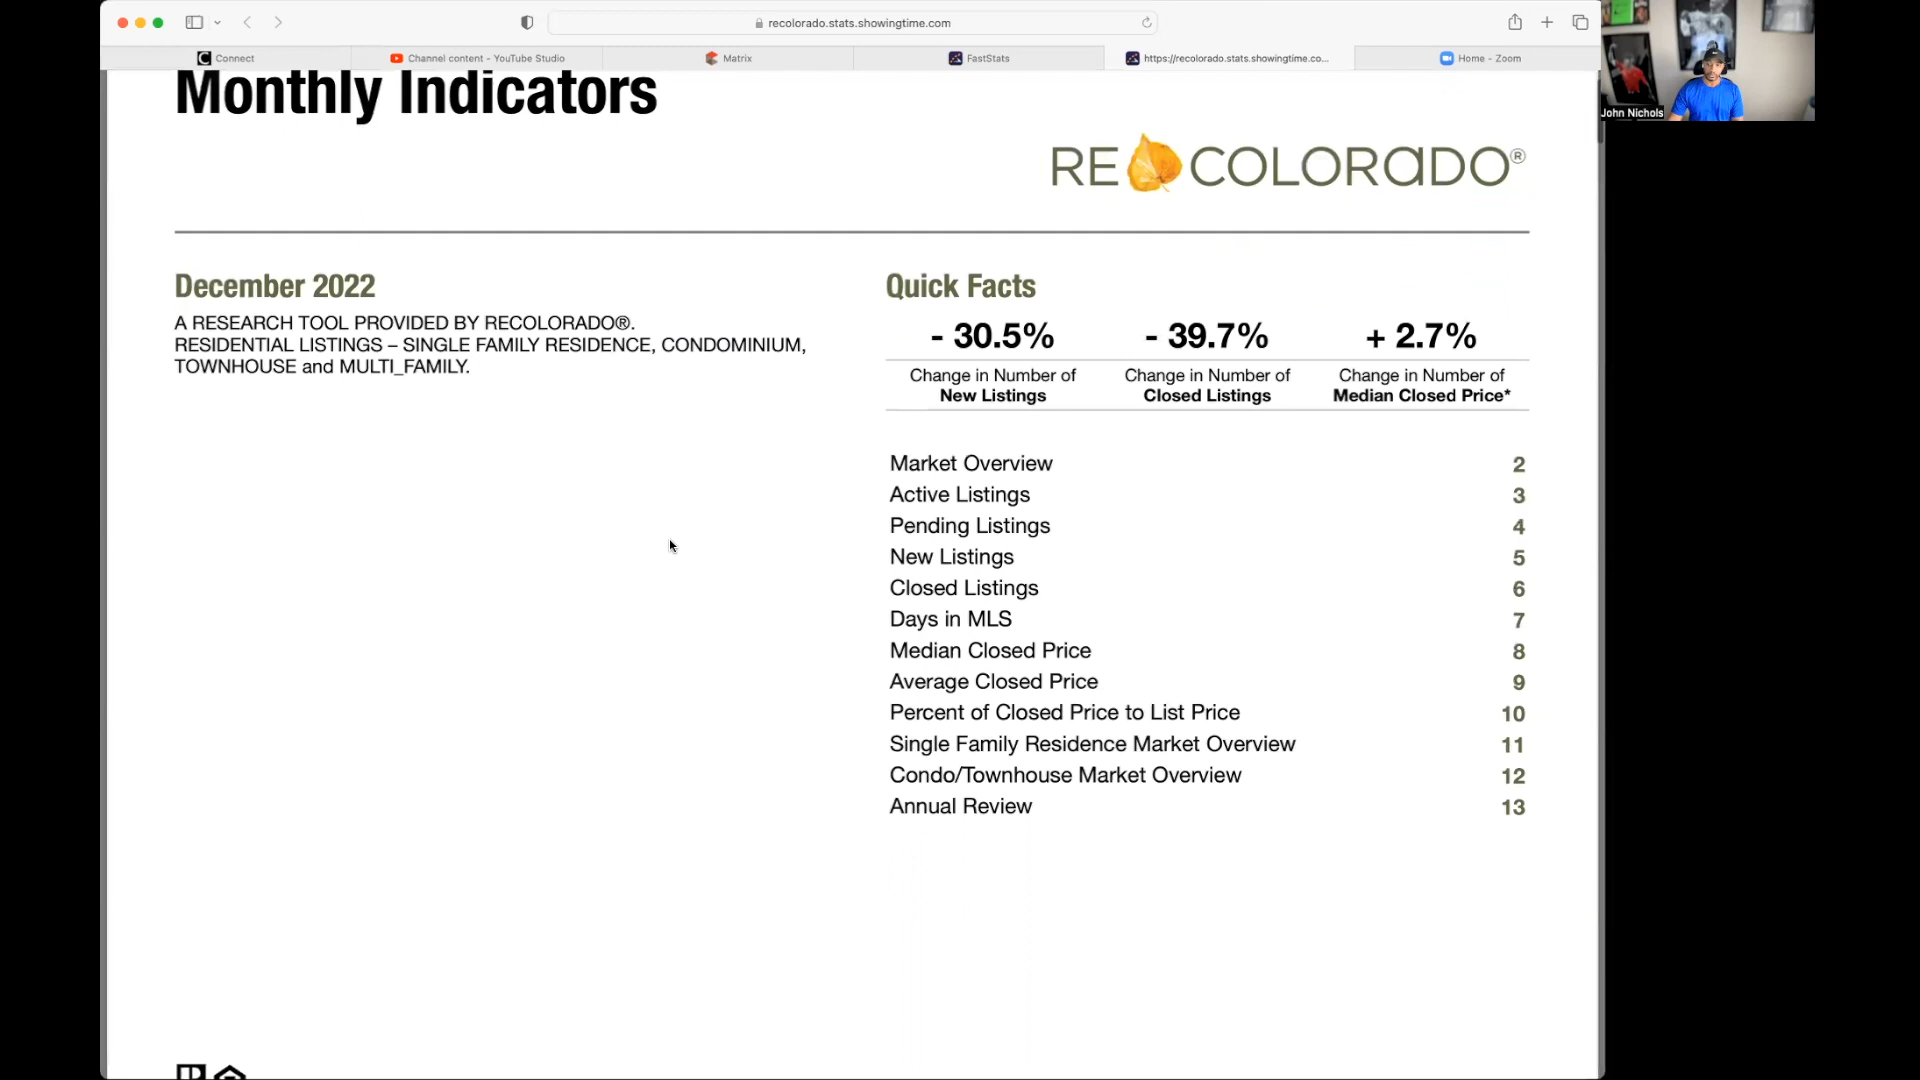 recolorado.stats.showingtime.com
Connect
Channel content - YouTube Studio
Matrix
FastStats
https://recolorado.stats.showingtime.co...
Home - Zoom
John Nichols
Monthly Indicators
RECOLORADO®
December 2022
A RESEARCH TOOL PROVIDED BY RECOLORADO®.
RESIDENTIAL LISTINGS – SINGLE FAMILY RESIDENCE, CONDOMINIUM,
TOWNHOUSE and MULTI_FAMILY.
Quick Facts
- 30.5% - 39.7% + 2.7%
Change in Number of Change in Number of Change in Number of
New Listings Closed Listings Median Closed Price*
Market Overview 2
Active Listings 3
Pending Listings 4
New Listings 5
Closed Listings 6
Days in MLS 7
Median Closed Price 8
Average Closed Price 9
Percent of Closed Price to List Price 10
Single Family Residence Market Overview 11
Condo/Townhouse Market Overview 12
Annual Review 13